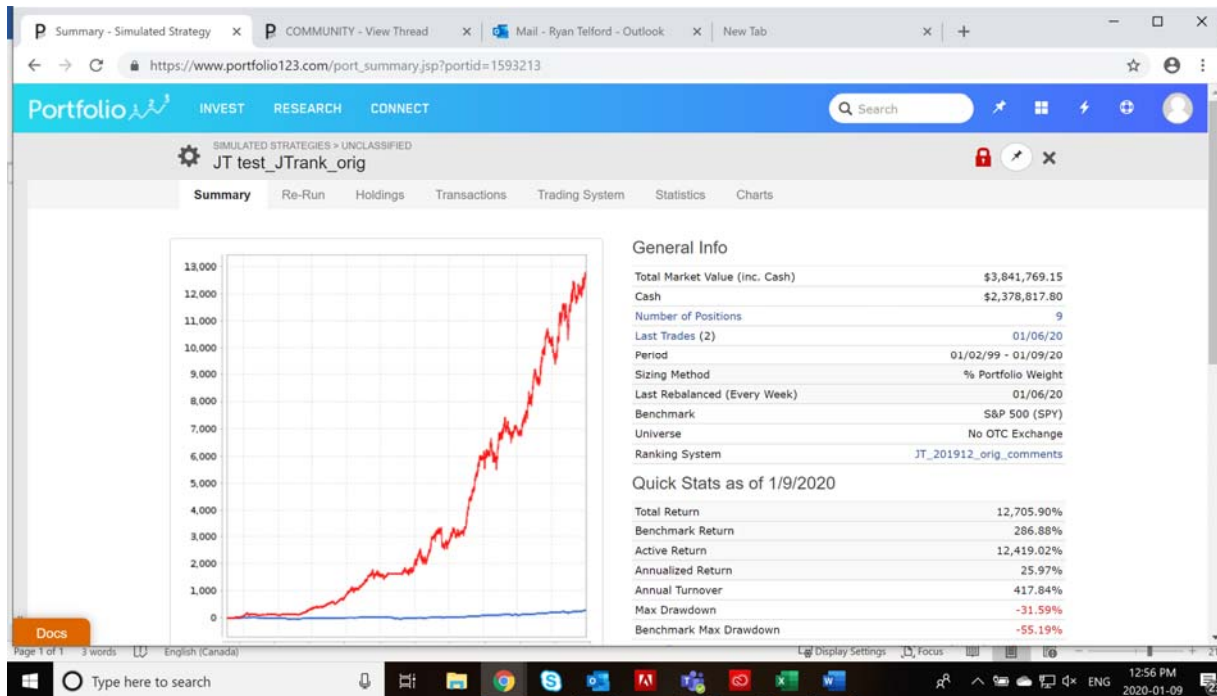 Summary - Simulated Strategy
COMMUNITY - View Thread
Mail - Ryan Telford - Outlook
New Tab
https://www.portfolio123.com/port_summary.jsp?portid=1593213
Portfolio123 INVEST RESEARCH CONNECT Search
SIMULATED STRATEGIES > UNCLASSIFIED
JT test_JTrank_orig
Summary Re-Run Holdings Transactions Trading System Statistics Charts
13,000
12,000
11,000
10,000
9,000
8,000
7,000
6,000
5,000
4,000
3,000
2,000
1,000
0
General Info
Total Market Value (inc. Cash) $3,841,769.15
Cash $2,378,817.80
Number of Positions 9
Last Trades (2) 01/06/20
Period 01/02/99 - 01/09/20
Sizing Method % Portfolio Weight
Last Rebalanced (Every Week) 01/06/20
Benchmark S&P 500 (SPY)
Universe No OTC Exchange
Ranking System JT_201912_orig_comments
Quick Stats as of 1/9/2020
Total Return 12,705.90%
Benchmark Return 286.88%
Active Return 12,419.02%
Annualized Return 25.97%
Annual Turnover 417.84%
Max Drawdown -31.59%
Benchmark Max Drawdown -55.19%
Docs
Page 1 of 1 3 words English (Canada) Display Settings Focus
Type here to search
ENG
12:56 PM
2020-01-09